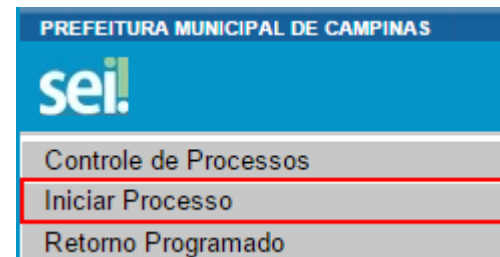 PREFEITURA MUNICIPAL DE CAMPINAS
sei!
Controle de Processos
Iniciar Processo
Retorno Programado